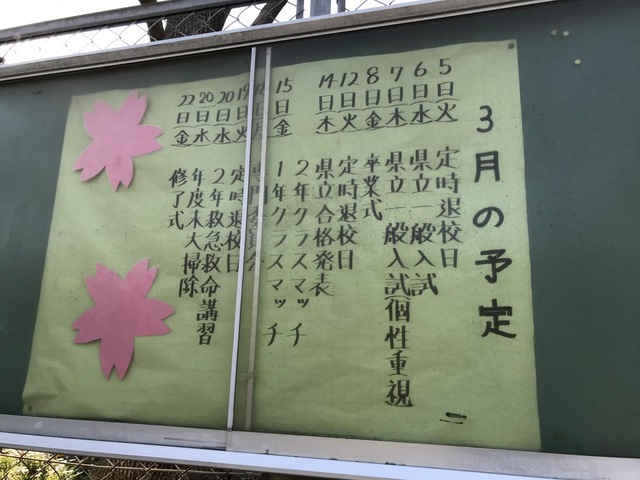 3月の予定
5日火 定時退校日
6日水 県立一般入試
7日木 県立一般入試(個性重視
8日金 卒業式
12日火 定時退校日
14日木 県立合格発表
15日金 2年クラスマッチ
1年クラスマッチ
専門委員会
19日火 定時退校日
20日水 2年救急救命講習
20日水 年度末大掃除
22日金 修了式